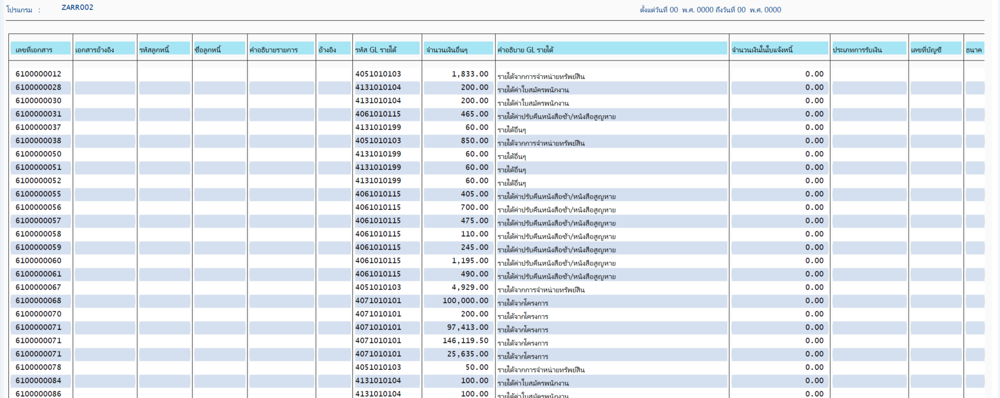 โปรแกรม : ZARR002 ตั้งแต่วันที่ 00 พ.ศ. 0000 ถึงวันที่ 00 พ.ศ. 0000
เลขที่เอกสาร เอกสารอ้างอิง รหัสลูกหนี้ ชื่อลูกหนี้ คำอธิบายรายการ อ้างอิง รหัส GL รายได้ จำนวนเงินอื่นๆ คำอธิบาย GL รายได้ จำนวนเงินในใบแจ้งหนี้ ประเภทการรับเงิน เลขที่บัญชี ธนาค
6100000012 4051010103 1,833.00 รายได้จากการจำหน่ายทรัพย์สิน 0.00
6100000028 4131010104 200.00 รายได้ค่าใบสมัครพนักงาน 0.00
6100000030 4131010104 200.00 รายได้ค่าใบสมัครพนักงาน 0.00
6100000031 4061010115 465.00 รายได้ค่าปรับคืนหนังสือช้า/หนังสือสูญหาย 0.00
6100000037 4131010199 60.00 รายได้อื่นๆ 0.00
6100000038 4051010103 850.00 รายได้จากการจำหน่ายทรัพย์สิน 0.00
6100000050 4131010199 60.00 รายได้อื่นๆ 0.00
6100000051 4131010199 60.00 รายได้อื่นๆ 0.00
6100000052 4131010199 60.00 รายได้อื่นๆ 0.00
6100000055 4061010115 405.00 รายได้ค่าปรับคืนหนังสือช้า/หนังสือสูญหาย 0.00
6100000056 4061010115 700.00 รายได้ค่าปรับคืนหนังสือช้า/หนังสือสูญหาย 0.00
6100000057 4061010115 475.00 รายได้ค่าปรับคืนหนังสือช้า/หนังสือสูญหาย 0.00
6100000058 4061010115 110.00 รายได้ค่าปรับคืนหนังสือช้า/หนังสือสูญหาย 0.00
6100000059 4061010115 245.00 รายได้ค่าปรับคืนหนังสือช้า/หนังสือสูญหาย 0.00
6100000060 4061010115 1,195.00 รายได้ค่าปรับคืนหนังสือช้า/หนังสือสูญหาย 0.00
6100000061 4061010115 490.00 รายได้ค่าปรับคืนหนังสือช้า/หนังสือสูญหาย 0.00
6100000067 4051010103 4,929.00 รายได้จากการจำหน่ายทรัพย์สิน 0.00
6100000068 4071010101 100,000.00 รายได้จากโครงการ 0.00
6100000070 4071010101 200.00 รายได้จากโครงการ 0.00
6100000071 4071010101 97,413.00 รายได้จากโครงการ 0.00
6100000071 4071010101 146,119.50 รายได้จากโครงการ 0.00
6100000071 4071010101 25,635.00 รายได้จากโครงการ 0.00
6100000078 4051010103 50.00 รายได้จากการจำหน่ายทรัพย์สิน 0.00
6100000084 4131010104 100.00 รายได้ค่าใบสมัครพนักงาน 0.00
6100000086 4131010104 100.00 รายได้ค่าใบสมัครพนักงาน 0.00